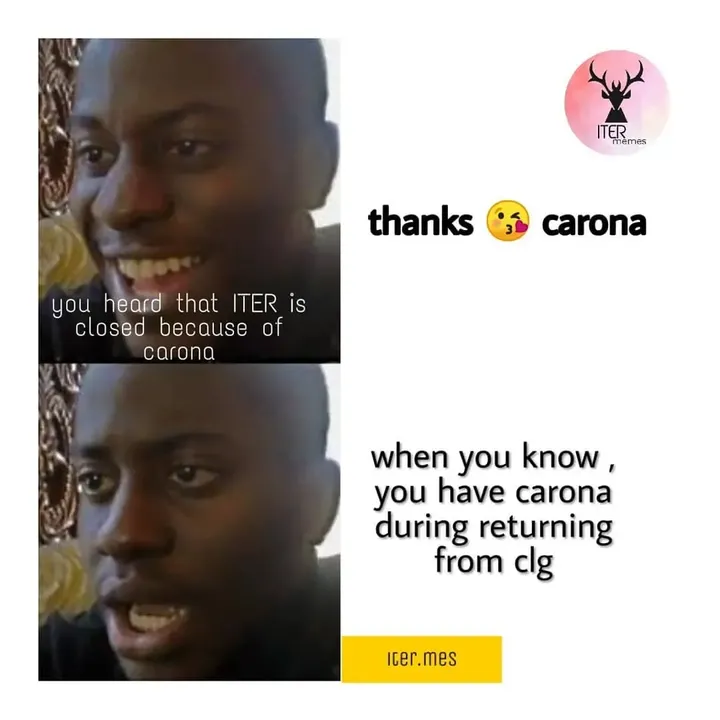 ITER
memes
thanks 😘 carona
you heard that ITER is
closed because of
carona
when you know ,
you have carona
during returning
from clg
iter.mes